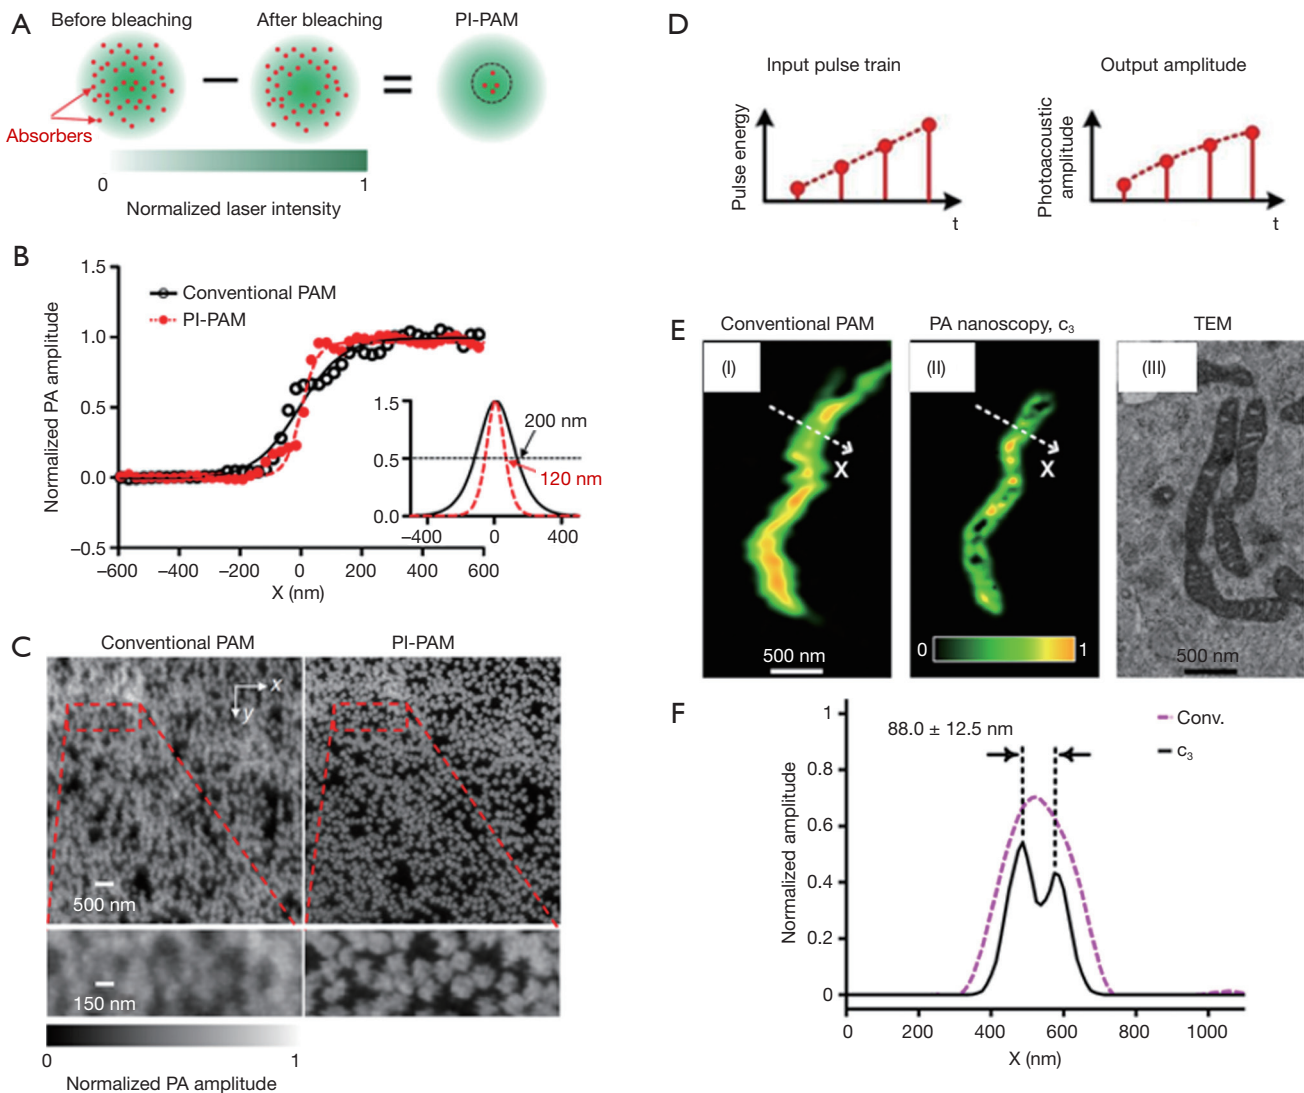 A
Before bleaching
After bleaching
PI-PAM
Absorbers
0
1
Normalized laser intensity
B
Normalized PA amplitude
1.5
1.0
0.5
0.0
−0.5
Conventional PAM
PI-PAM
1.5
0.5
0.0
200 nm
120 nm
−400
0
400
−600
−400
−200
0
200
400
600
X (nm)
C
Conventional PAM
PI-PAM
x
y
500 nm
150 nm
0
1
Normalized PA amplitude
D
Input pulse train
Output amplitude
Pulse energy
t
Photoacoustic
amplitude
t
E
Conventional PAM
PA nanoscopy, c₃
TEM
(I)
(II)
(III)
X
X
0
1
500 nm
500 nm
F
Normalized amplitude
1
0.8
0.6
0.4
0.2
0
88.0 ± 12.5 nm
Conv.
c₃
0
200
400
600
800
1000
X (nm)